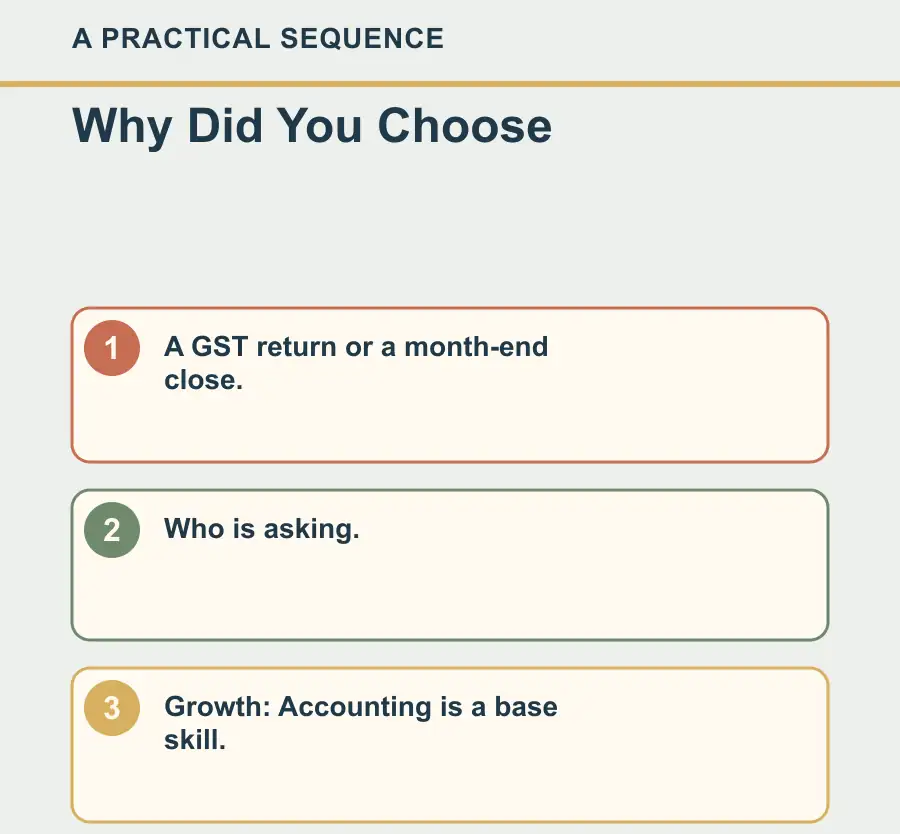 A PRACTICAL SEQUENCE
Why Did You Choose
1
A GST return or a month-end
close.
2
Who is asking.
3
Growth: Accounting is a base
skill.